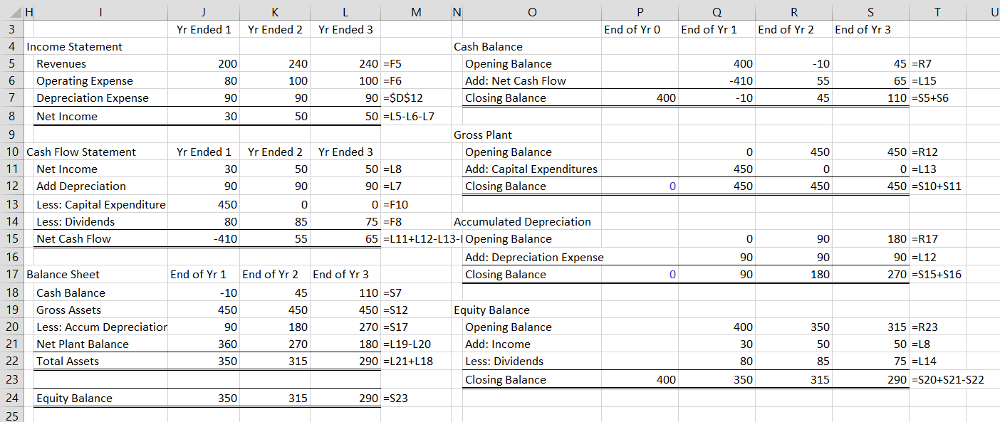 H I J K L M N O P Q R S T U
3 Yr Ended 1 Yr Ended 2 Yr Ended 3 End of Yr 0 End of Yr 1 End of Yr 2 End of Yr 3
4 Income Statement Cash Balance
5 Revenues 200 240 240 =F5 Opening Balance 400 -10 45 =R7
6 Operating Expense 80 100 100 =F6 Add: Net Cash Flow -410 55 65 =L15
7 Depreciation Expense 90 90 90 =$D$12 Closing Balance 400 -10 45 110 =S5+S6
8 Net Income 30 50 50 =L5-L6-L7
9 Gross Plant
10 Cash Flow Statement Yr Ended 1 Yr Ended 2 Yr Ended 3 Opening Balance 0 450 450 =R12
11 Net Income 30 50 50 =L8 Add: Capital Expenditures 450 0 0 =L13
12 Add Depreciation 90 90 90 =L7 Closing Balance 0 450 450 450 =S10+S11
13 Less: Capital Expenditure 450 0 0 =F10
14 Less: Dividends 80 85 75 =F8 Accumulated Depreciation
15 Net Cash Flow -410 55 65 =L11+L12-L13- Opening Balance 0 90 180 =R17
16 Add: Depreciation Expense 90 90 90 =L12
17 Balance Sheet End of Yr 1 End of Yr 2 End of Yr 3 Closing Balance 0 90 180 270 =S15+S16
18 Cash Balance -10 45 110 =S7
19 Gross Assets 450 450 450 =S12 Equity Balance
20 Less: Accum Depreciation 90 180 270 =S17 Opening Balance 400 350 315 =R23
21 Net Plant Balance 360 270 180 =L19-L20 Add: Income 30 50 50 =L8
22 Total Assets 350 315 290 =L21+L18 Less: Dividends 80 85 75 =L14
23 Closing Balance 400 350 315 290 =S20+S21-S22
24 Equity Balance 350 315 290 =S23
25